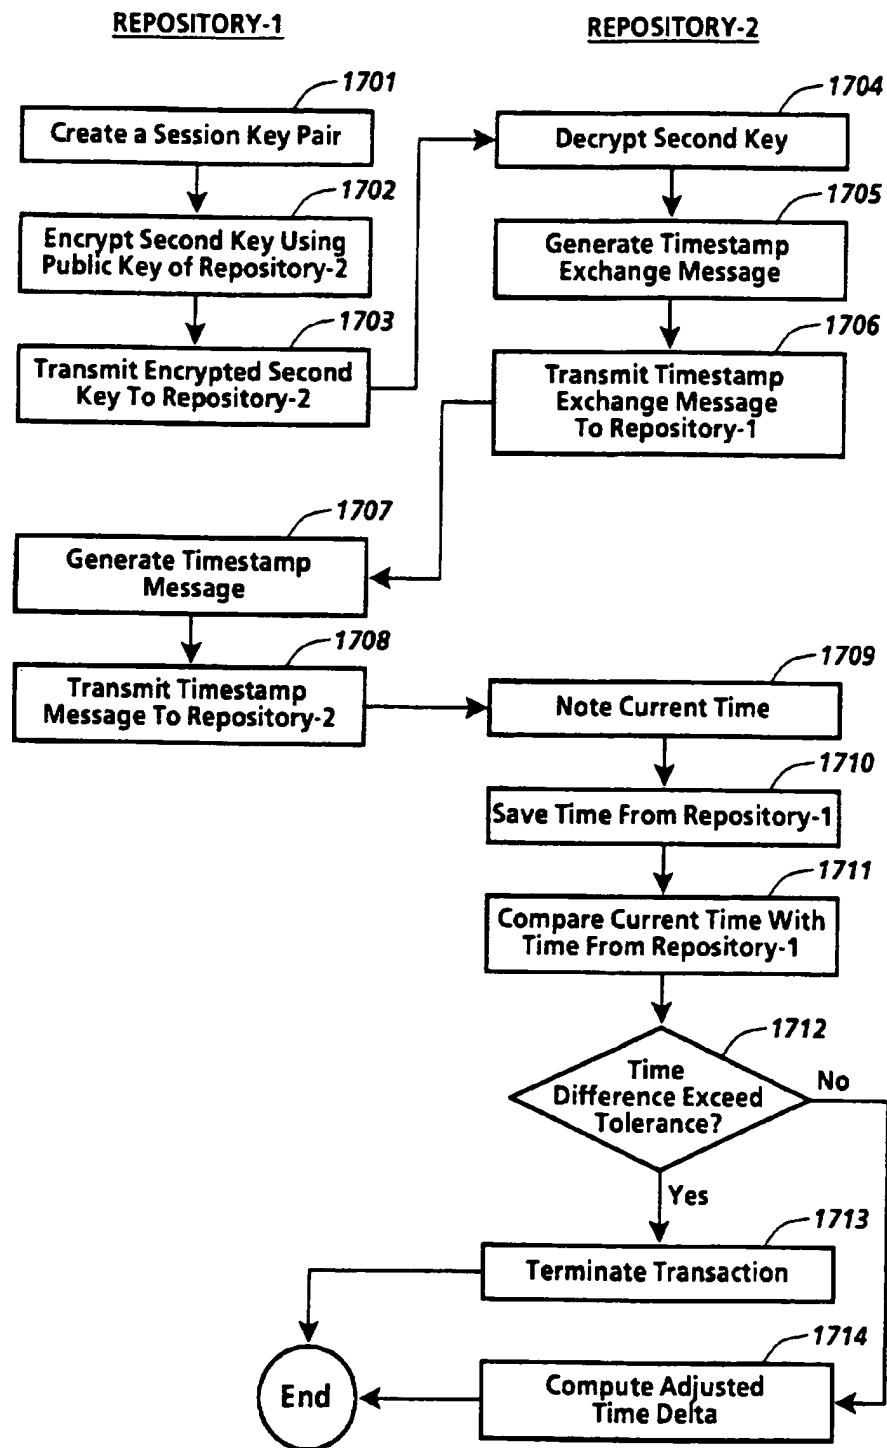 REPOSITORY-1
REPOSITORY-2
1701
Create a Session Key Pair
1702
Encrypt Second Key Using
Public Key of Repository-2
1703
Transmit Encrypted Second
Key To Repository-2
1704
Decrypt Second Key
1705
Generate Timestamp
Exchange Message
1706
Transmit Timestamp
Exchange Message
To Repository-1
1707
Generate Timestamp
Message
1708
Transmit Timestamp
Message To Repository-2
1709
Note Current Time
1710
Save Time From Repository-1
1711
Compare Current Time With
Time From Repository-1
1712
Time
Difference Exceed
Tolerance?
No
Yes
1713
Terminate Transaction
1714
Compute Adjusted
Time Delta
End